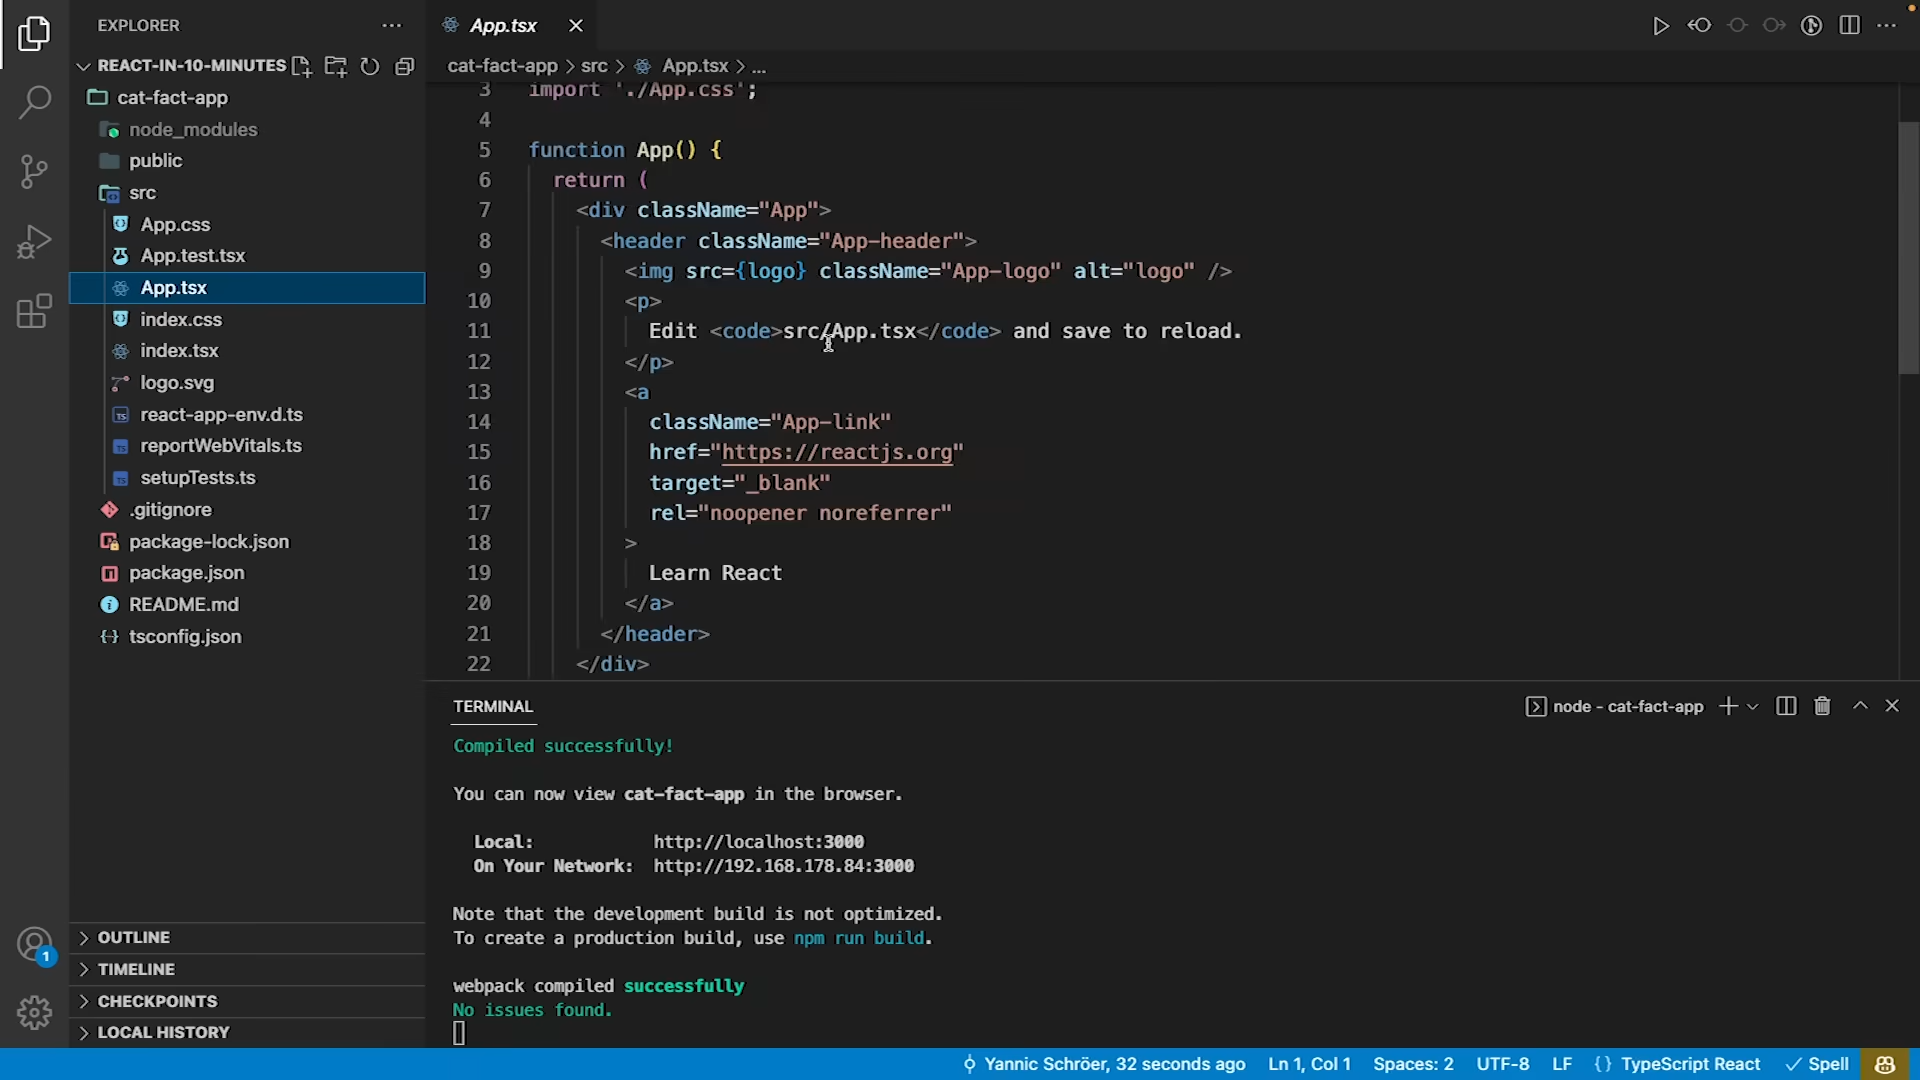 EXPLORER
REACT-IN-10-MINUTES
cat-fact-app
node_modules
public
src
App.css
App.test.tsx
App.tsx
index.css
index.tsx
logo.svg
react-app-env.d.ts
reportWebVitals.ts
setupTests.ts
.gitignore
package-lock.json
package.json
README.md
tsconfig.json
OUTLINE
TIMELINE
CHECKPOINTS
LOCAL HISTORY
1
App.tsx
cat-fact-app > src > App.tsx > ...
3 import './App.css';
4
5 function App() {
6 return (
7 <div className="App">
8 <header className="App-header">
9 <img src={logo} className="App-logo" alt="logo" />
10 <p>
11 Edit <code>src/App.tsx</code> and save to reload.
12 </p>
13 <a
14 className="App-link"
15 href="https://reactjs.org"
16 target="_blank"
17 rel="noopener noreferrer"
18 >
19 Learn React
20 </a>
21 </header>
22 </div>
TERMINAL
node - cat-fact-app
Compiled successfully!
You can now view cat-fact-app in the browser.
Local: http://localhost:3000
On Your Network: http://192.168.178.84:3000
Note that the development build is not optimized.
To create a production build, use npm run build.
webpack compiled successfully
No issues found.
Yannic Schröer, 32 seconds ago Ln 1, Col 1 Spaces: 2 UTF-8 LF {} TypeScript React Spell